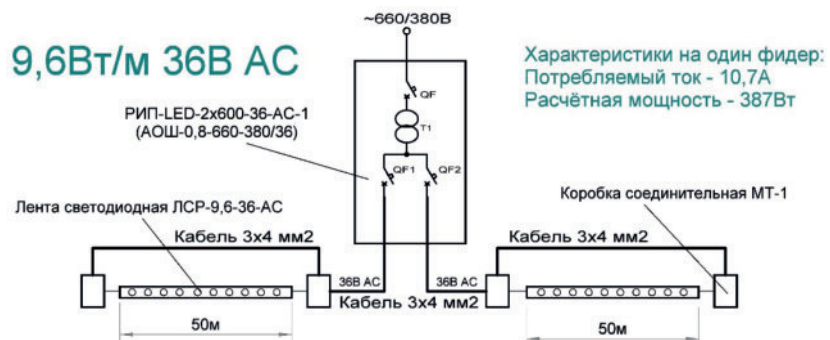 ~660/380В
9,6Вт/м 36В АС
Характеристики на один фидер:
Потребляемый ток - 10,7А
Расчётная мощность - 387Вт
QF
РИП-LED-2х600-36-АС-1
(АОШ-0,8-660-380/36)
T1
QF1
QF2
Лента светодиодная ЛСР-9,6-36-АС
Коробка соединительная МТ-1
Кабель 3х4 мм2
Кабель 3х4 мм2
36В АС
36В АС
Кабель 3х4 мм2
50м
50м